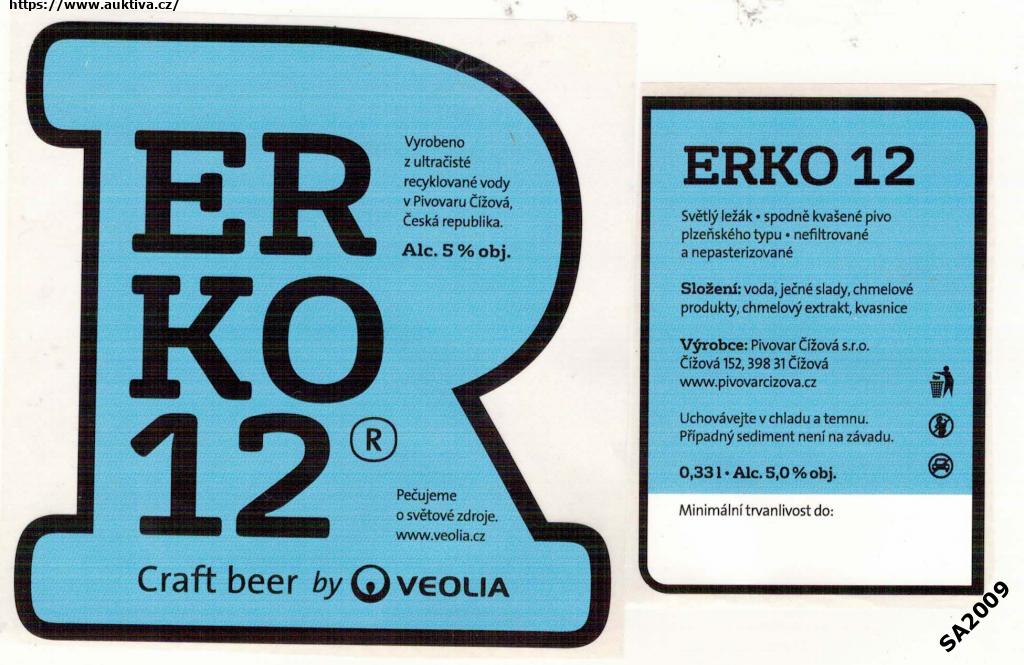 https://www.auktiva.cz/
ER
KO
12 ®
Vyrobeno
z ultračisté
recyklované vody
v Pivovaru Čížová,
Česká republika.
Alc. 5 % obj.
Pečujeme
o světové zdroje.
www.veolia.cz
Craft beer by VEOLIA
ERKO 12
Světlý ležák • spodně kvašené pivo
plzeňského typu • nefiltrované
a nepasterizované
Složení: voda, ječné slady, chmelové
produkty, chmelový extrakt, kvasnice
Výrobce: Pivovar Čížová s.r.o.
Čížová 152, 398 31 Čížová
www.pivovarcizova.cz
Uchovávejte v chladu a temnu.
Případný sediment není na závadu.
0,33 l • Alc. 5,0 % obj.
Minimální trvanlivost do:
SA2009